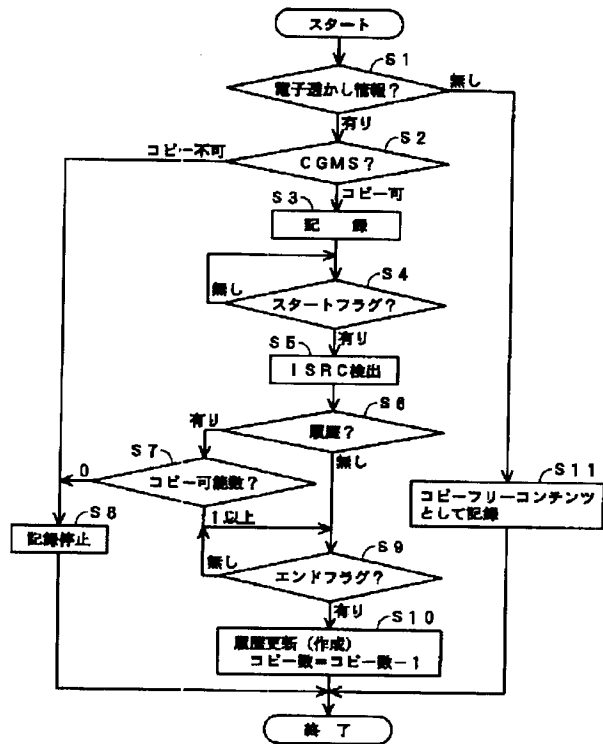 スタート
S1
電子透かし情報？
無し
有り
S2
コピー不可
CGMS？
コピー可
S3
記 録
S4
無し
スタートフラグ？
有り
S5
ISRC検出
S6
有り
履歴？
S7
無し
0
コピー可能数？
S11
コピーフリーコンテンツ
として記録
S8
1以上
記録停止
S9
無し
エンドフラグ？
有り
S10
履歴更新（作成）
コピー数＝コピー数−1
終 了